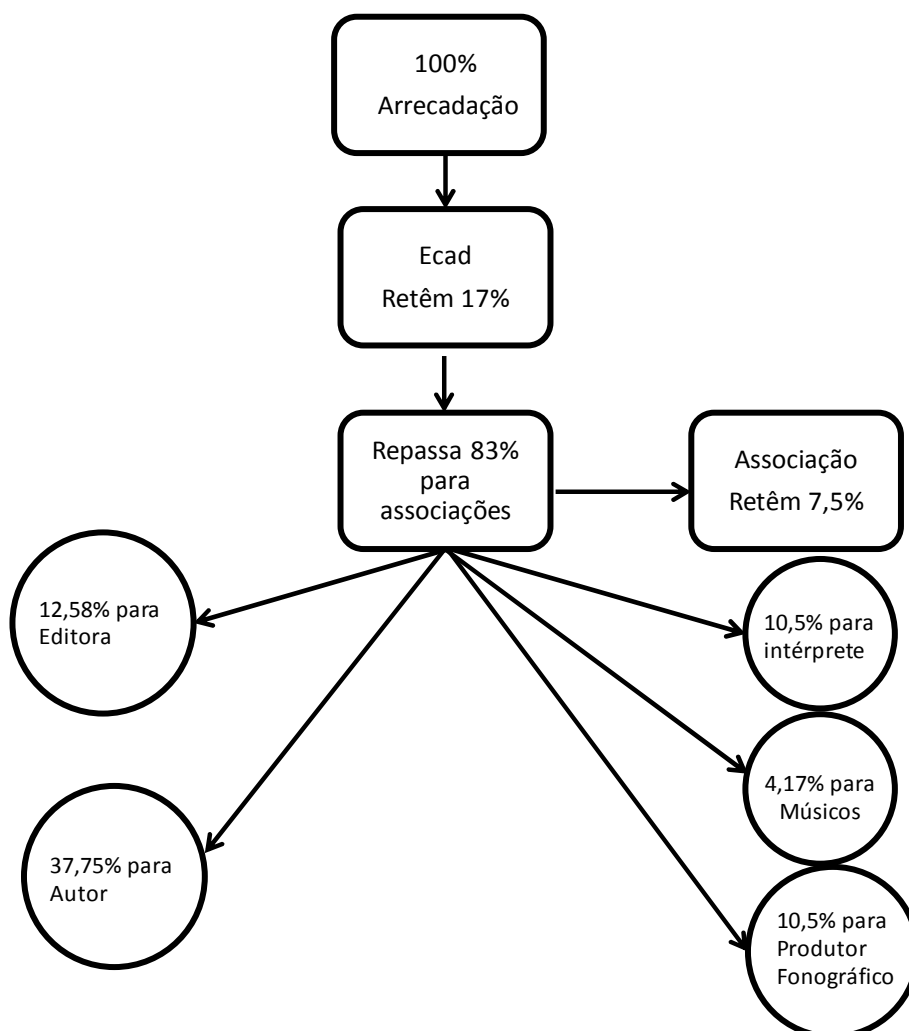 100%
Arrecadação
Ecad
Retêm 17%
Repassa 83%
para
associações
Associação
Retêm 7,5%
12,58% para
Editora
10,5% para
intérprete
4,17% para
Músicos
37,75% para
Autor
10,5% para
Produtor
Fonográfico